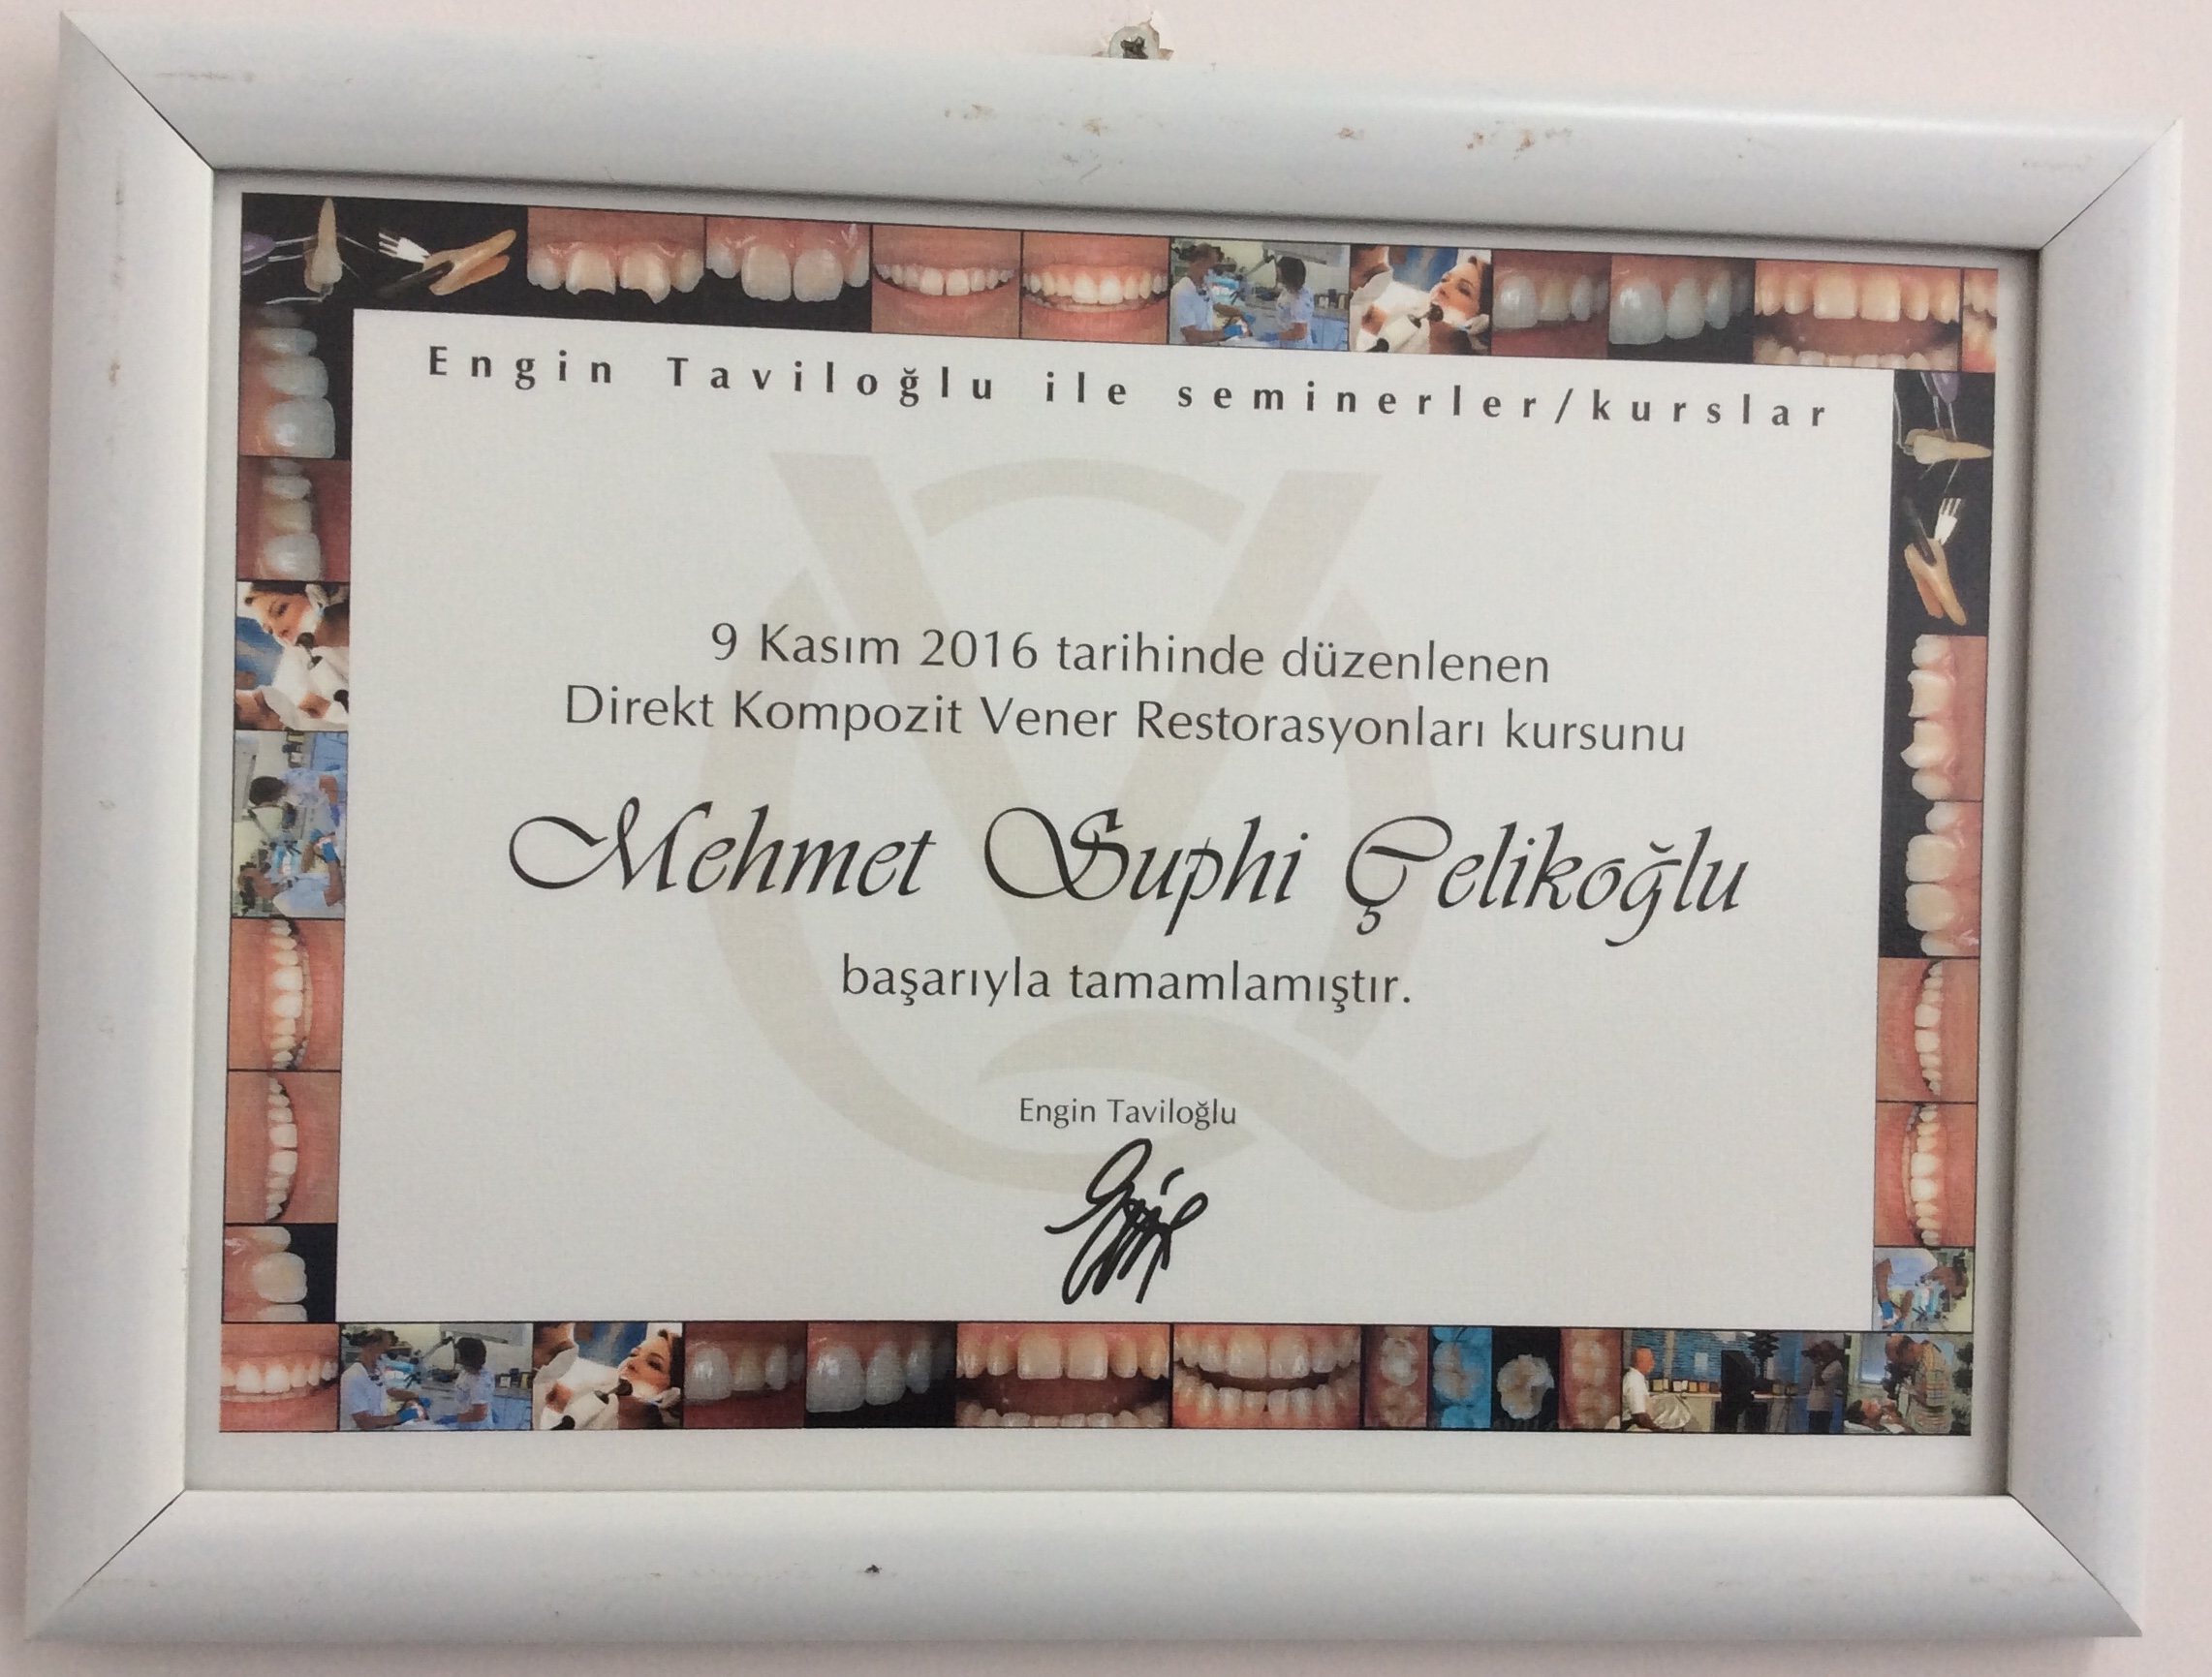 Engin Taviloğlu ile seminerler/kurslar
9 Kasım 2016 tarihinde düzenlenen
Direkt Kompozit Vener Restorasyonları kursunu
Mehmet Suphi Çelikoğlu
başarıyla tamamlamıştır.
Engin Taviloğlu